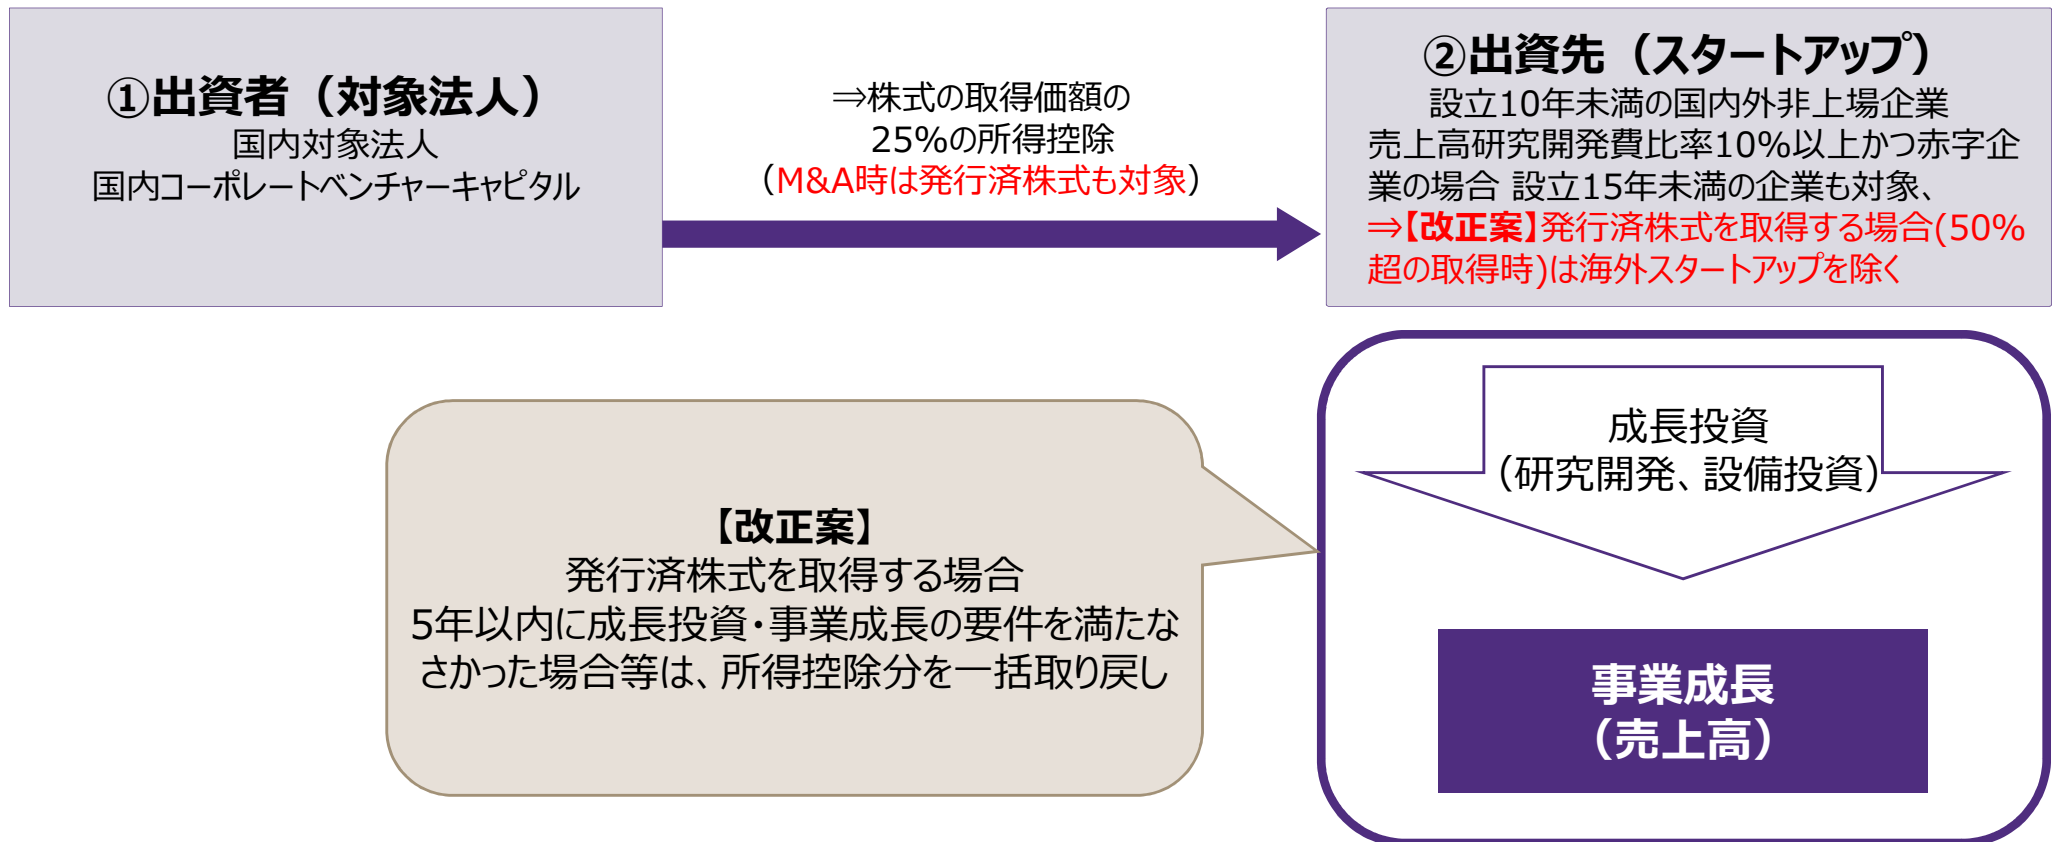 ①出資者（対象法人）
国内対象法人
国内コーポレートベンチャーキャピタル
⇒株式の取得価額の
25%の所得控除
（M&A時は発行済株式も対象）
②出資先（スタートアップ）
設立10年未満の国内外非上場企業
売上高研究開発費比率10%以上かつ赤字企
業の場合 設立15年未満の企業も対象、
⇒【改正案】発行済株式を取得する場合(50%
超の取得時)は海外スタートアップを除く
【改正案】
発行済株式を取得する場合
5年以内に成長投資・事業成長の要件を満たな
さかった場合等は、所得控除分を一括取り戻し
成長投資
（研究開発、設備投資）
事業成長
（売上高）